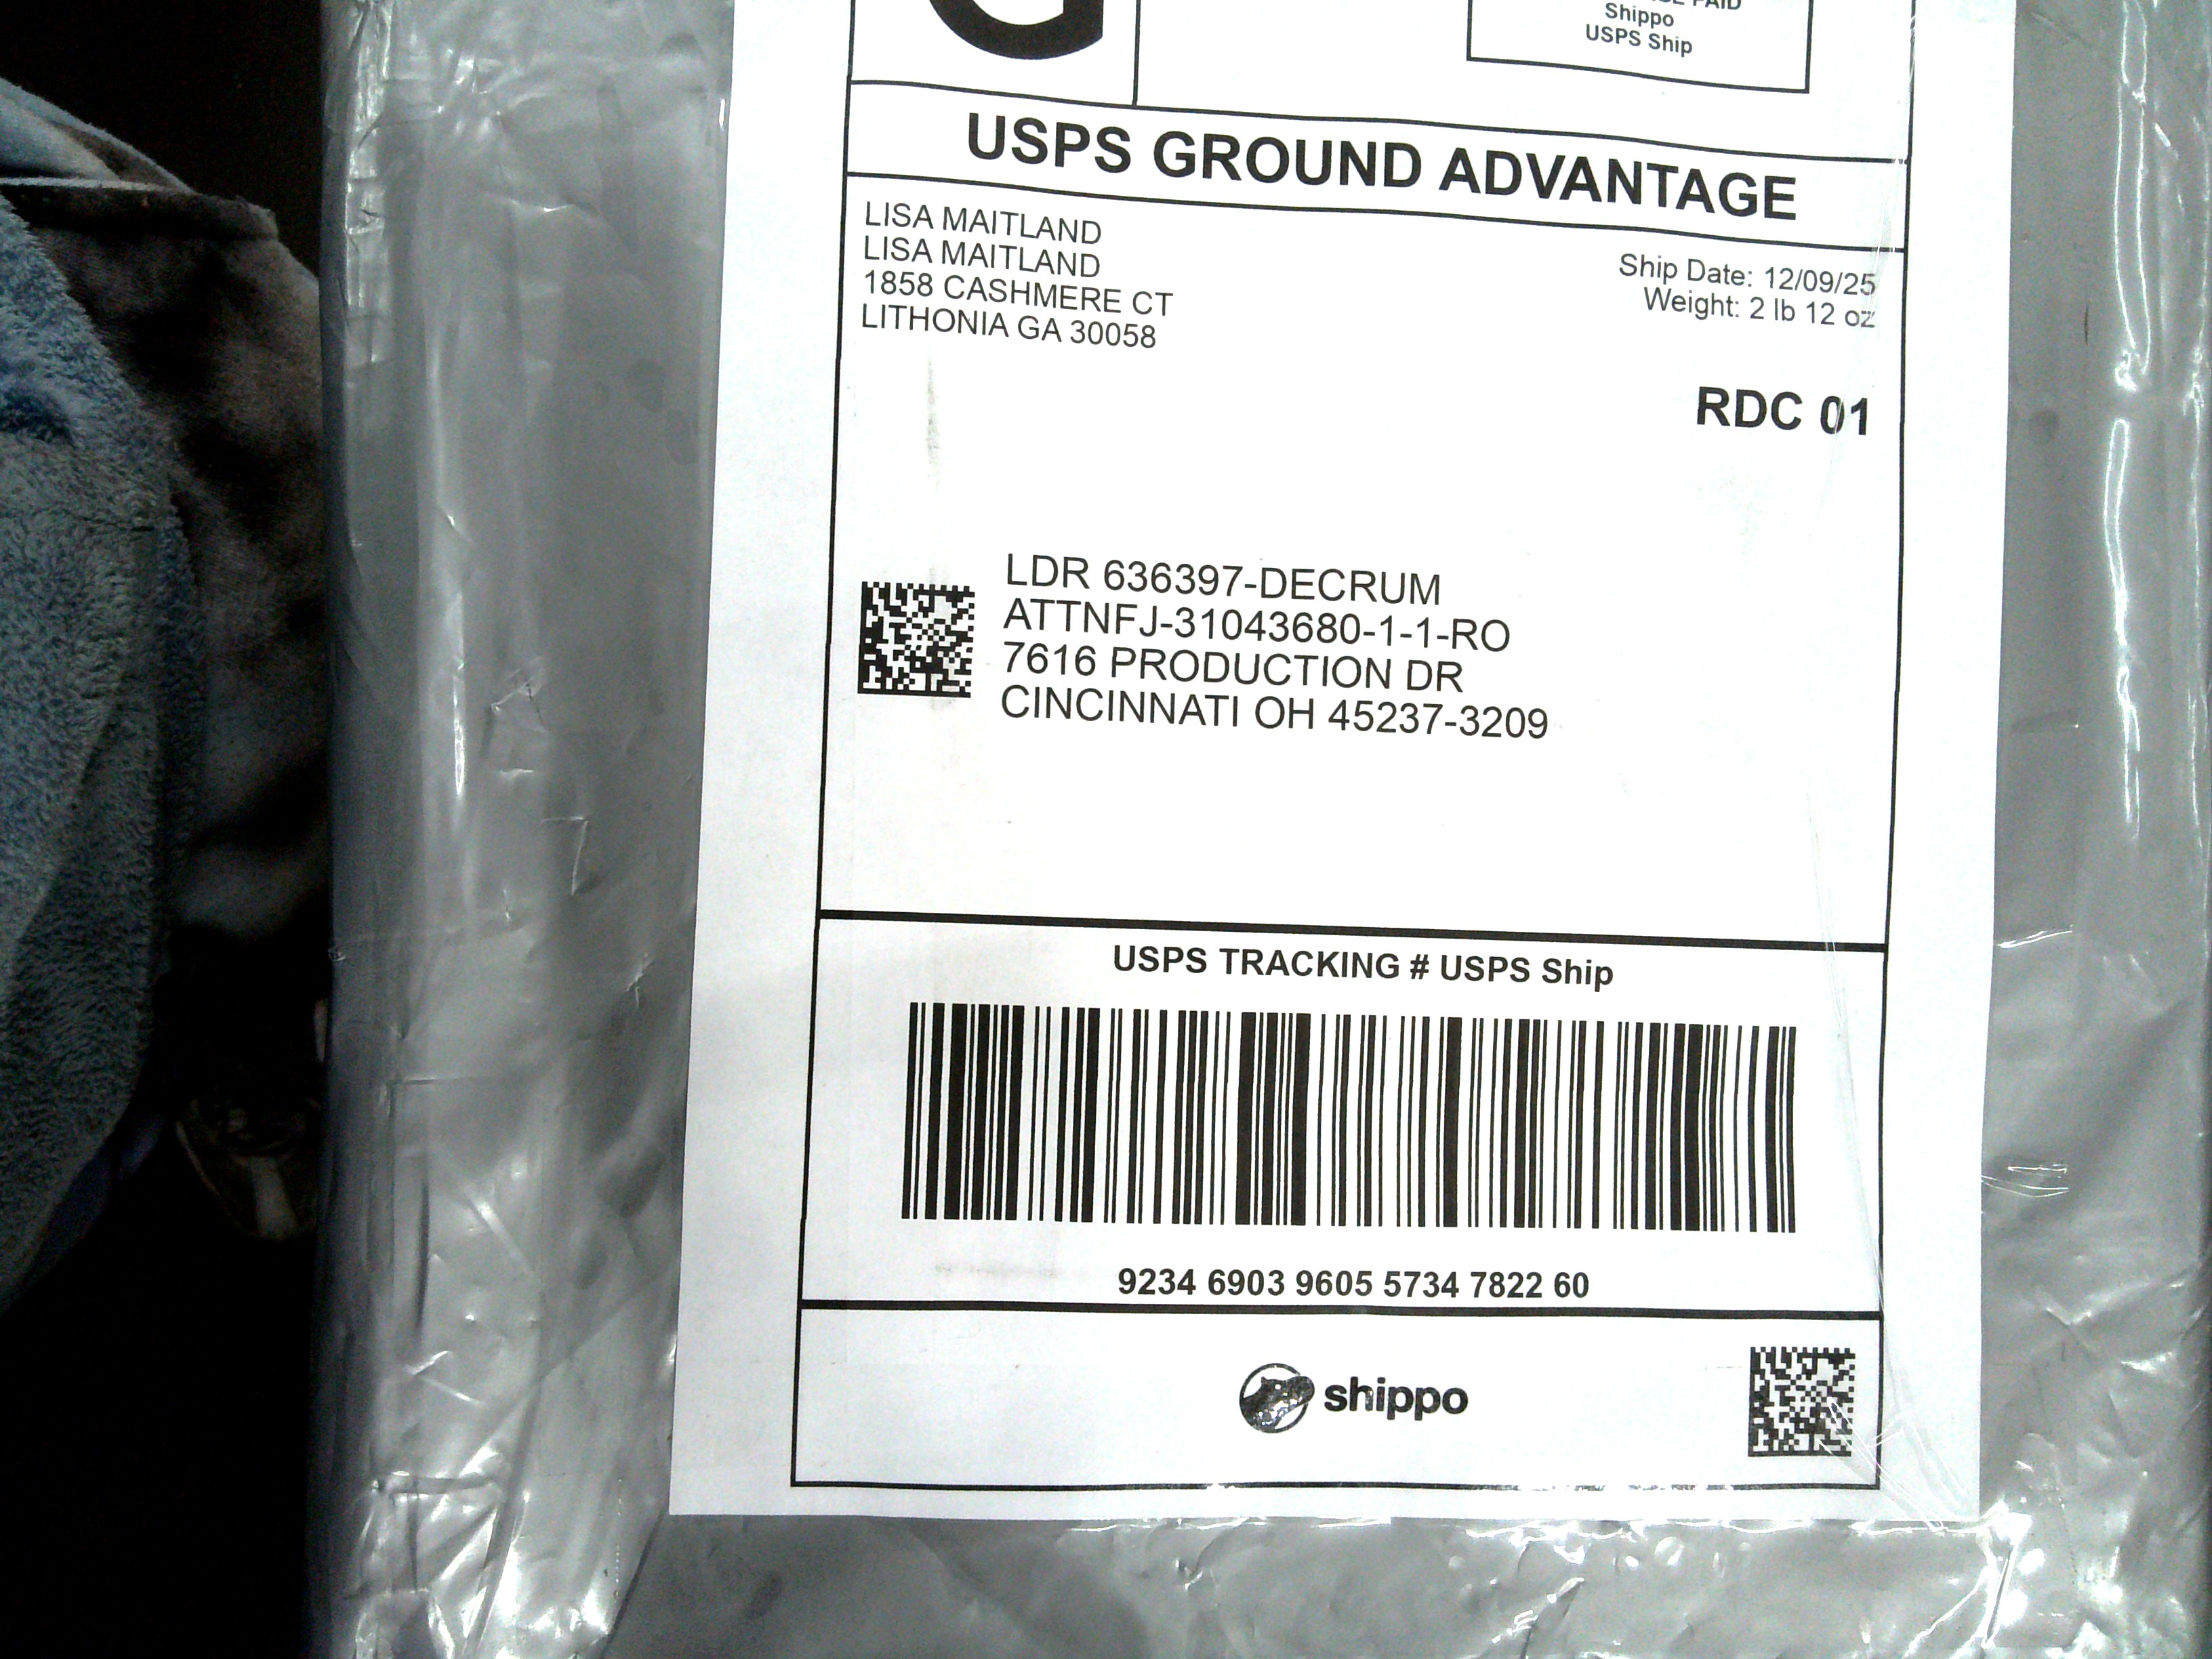 G
PAID
Shippo
USPS Ship
USPS GROUND ADVANTAGE
LISA MAITLAND
LISA MAITLAND
1858 CASHMERE CT
LITHONIA GA 30058
Ship Date: 12/09/25
Weight: 2 lb 12 oz
RDC 01
LDR 636397-DECRUM
ATTNFJ-31043680-1-1-RO
7616 PRODUCTION DR
CINCINNATI OH 45237-3209
USPS TRACKING # USPS Ship
9234 6903 9605 5734 7822 60
shippo